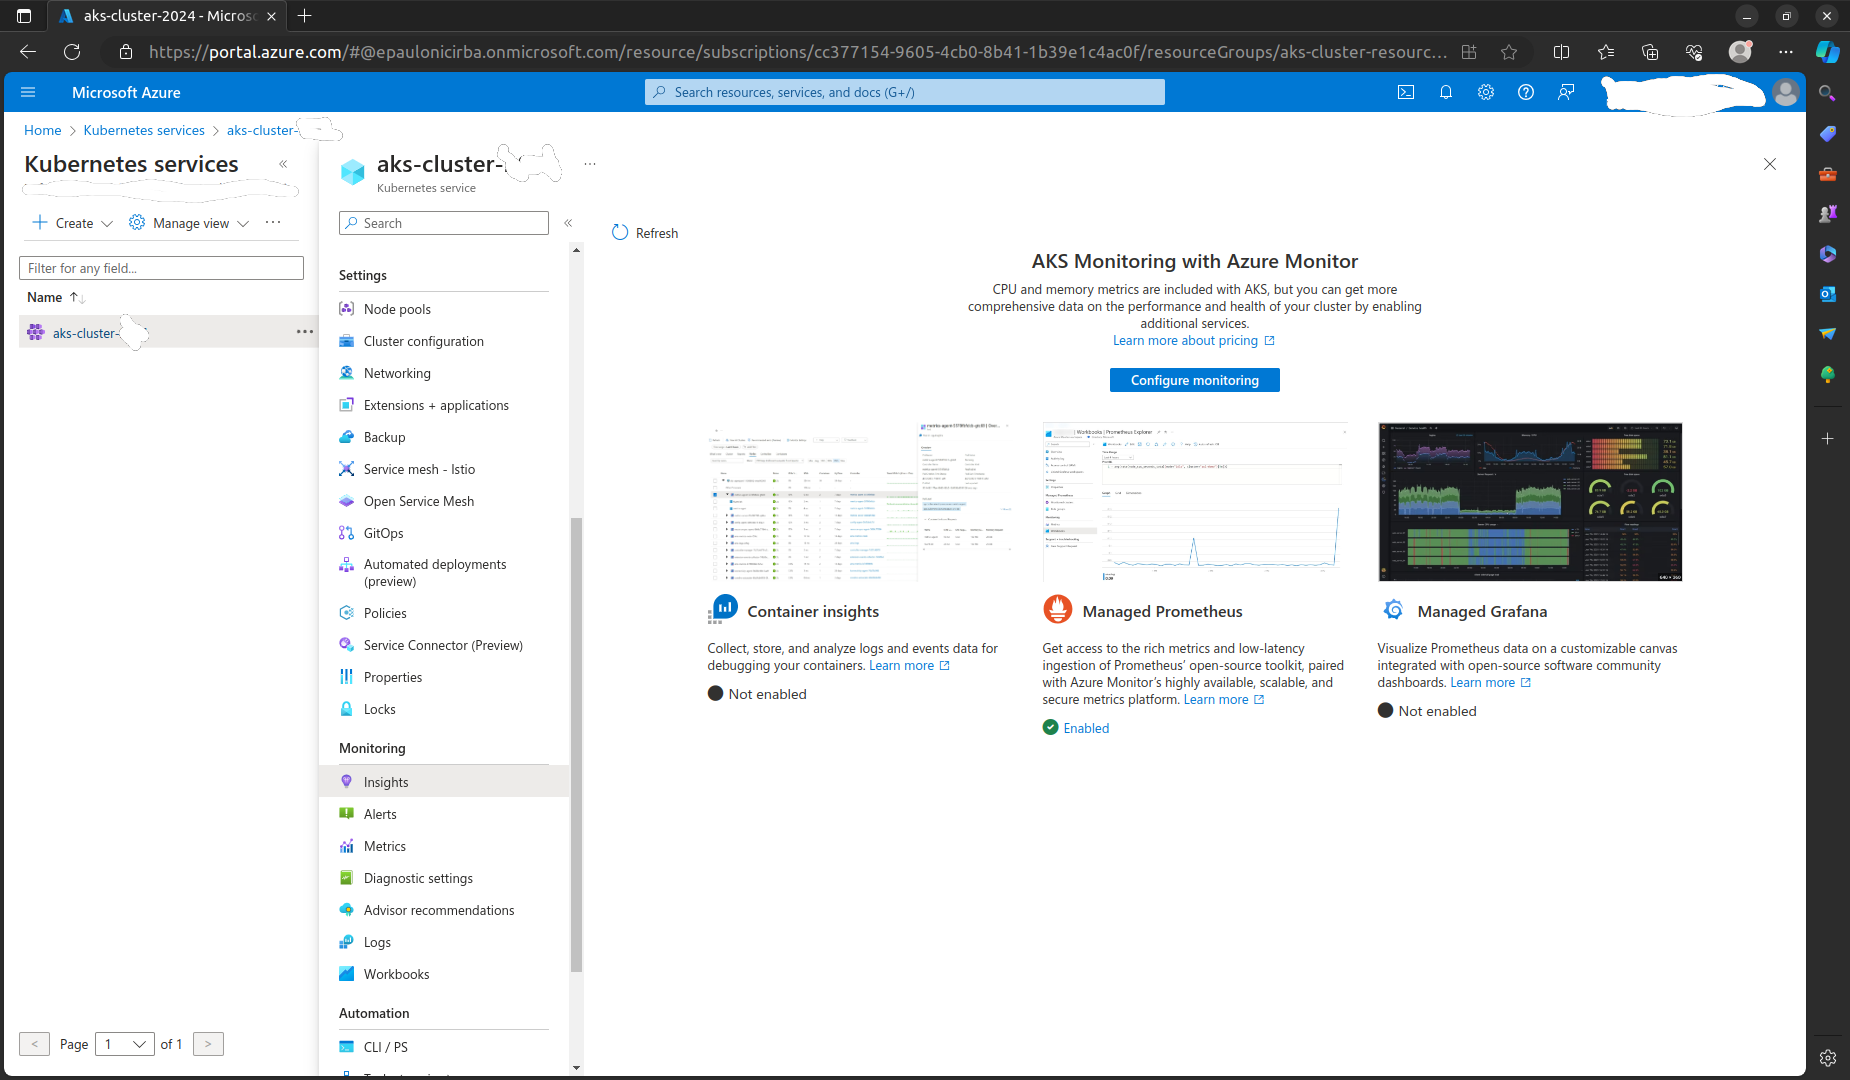 aks-cluster-2024 - Micros
https://portal.azure.com/#@epaulonicirba.onmicrosoft.com/resource/subscriptions/cc377154-9605-4cb0-8b41-1b39e1c4ac0f/resourceGroups/aks-cluster-resourc...
Microsoft Azure
Search resources, services, and docs (G+/)
Home > Kubernetes services > aks-cluster-
Kubernetes services
Create
Manage view
Filter for any field...
Name
aks-cluster-
Page 1 of 1
aks-cluster-
Kubernetes service
Search
Settings
Node pools
Cluster configuration
Networking
Extensions + applications
Backup
Service mesh - Istio
Open Service Mesh
GitOps
Automated deployments
(preview)
Policies
Service Connector (Preview)
Properties
Locks
Monitoring
Insights
Alerts
Metrics
Diagnostic settings
Advisor recommendations
Logs
Workbooks
Automation
CLI / PS
Refresh
AKS Monitoring with Azure Monitor
CPU and memory metrics are included with AKS, but you can get more
comprehensive data on the performance and health of your cluster by enabling
additional services.
Learn more about pricing
Configure monitoring
Container insights
Collect, store, and analyze logs and events data for
debugging your containers. Learn more
Not enabled
Workbooks | Prometheus Explorer
Managed Prometheus
Get access to the rich metrics and low-latency
ingestion of Prometheus’ open-source toolkit, paired
with Azure Monitor’s highly available, scalable, and
secure metrics platform. Learn more
Enabled
Managed Grafana
Visualize Prometheus data on a customizable canvas
integrated with open-source software community
dashboards. Learn more
Not enabled